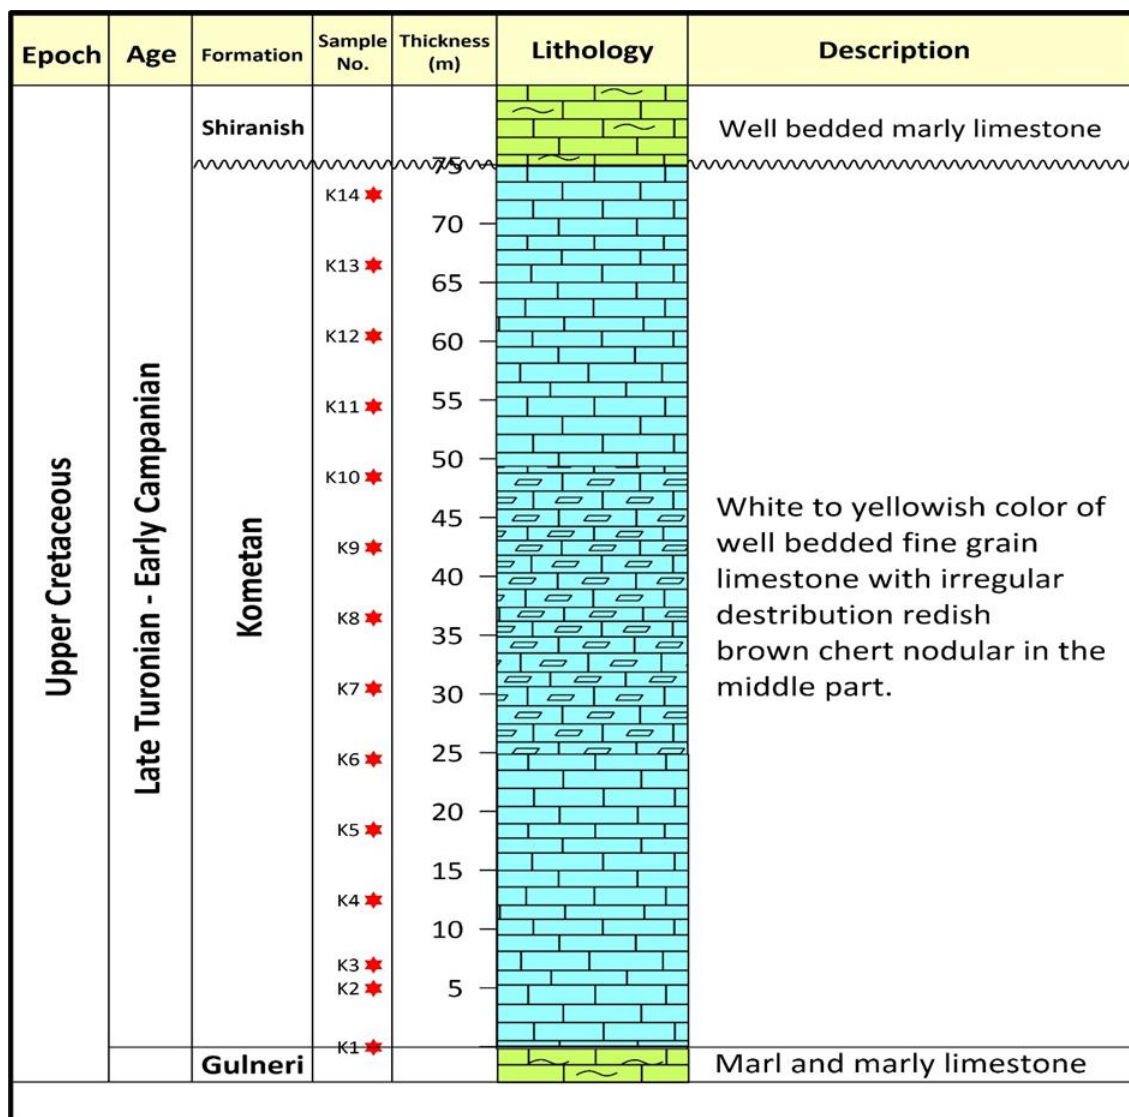 Epoch
Age
Formation
Sample
No.
Thickness
(m)
Lithology
Description
Upper Cretaceous
Late Turonian - Early Campanian
Shiranish
Well bedded marly limestone
75
K14
70
K13
65
K12
60
K11
55
50
K10
45
K9
40
K8
35
K7
30
K6
25
K5
20
15
K4
10
K3
K2
5
K1
Kometan
White to yellowish color of
well bedded fine grain
limestone with irregular
destribution redish
brown chert nodular in the
middle part.
Gulneri
Marl and marly limestone